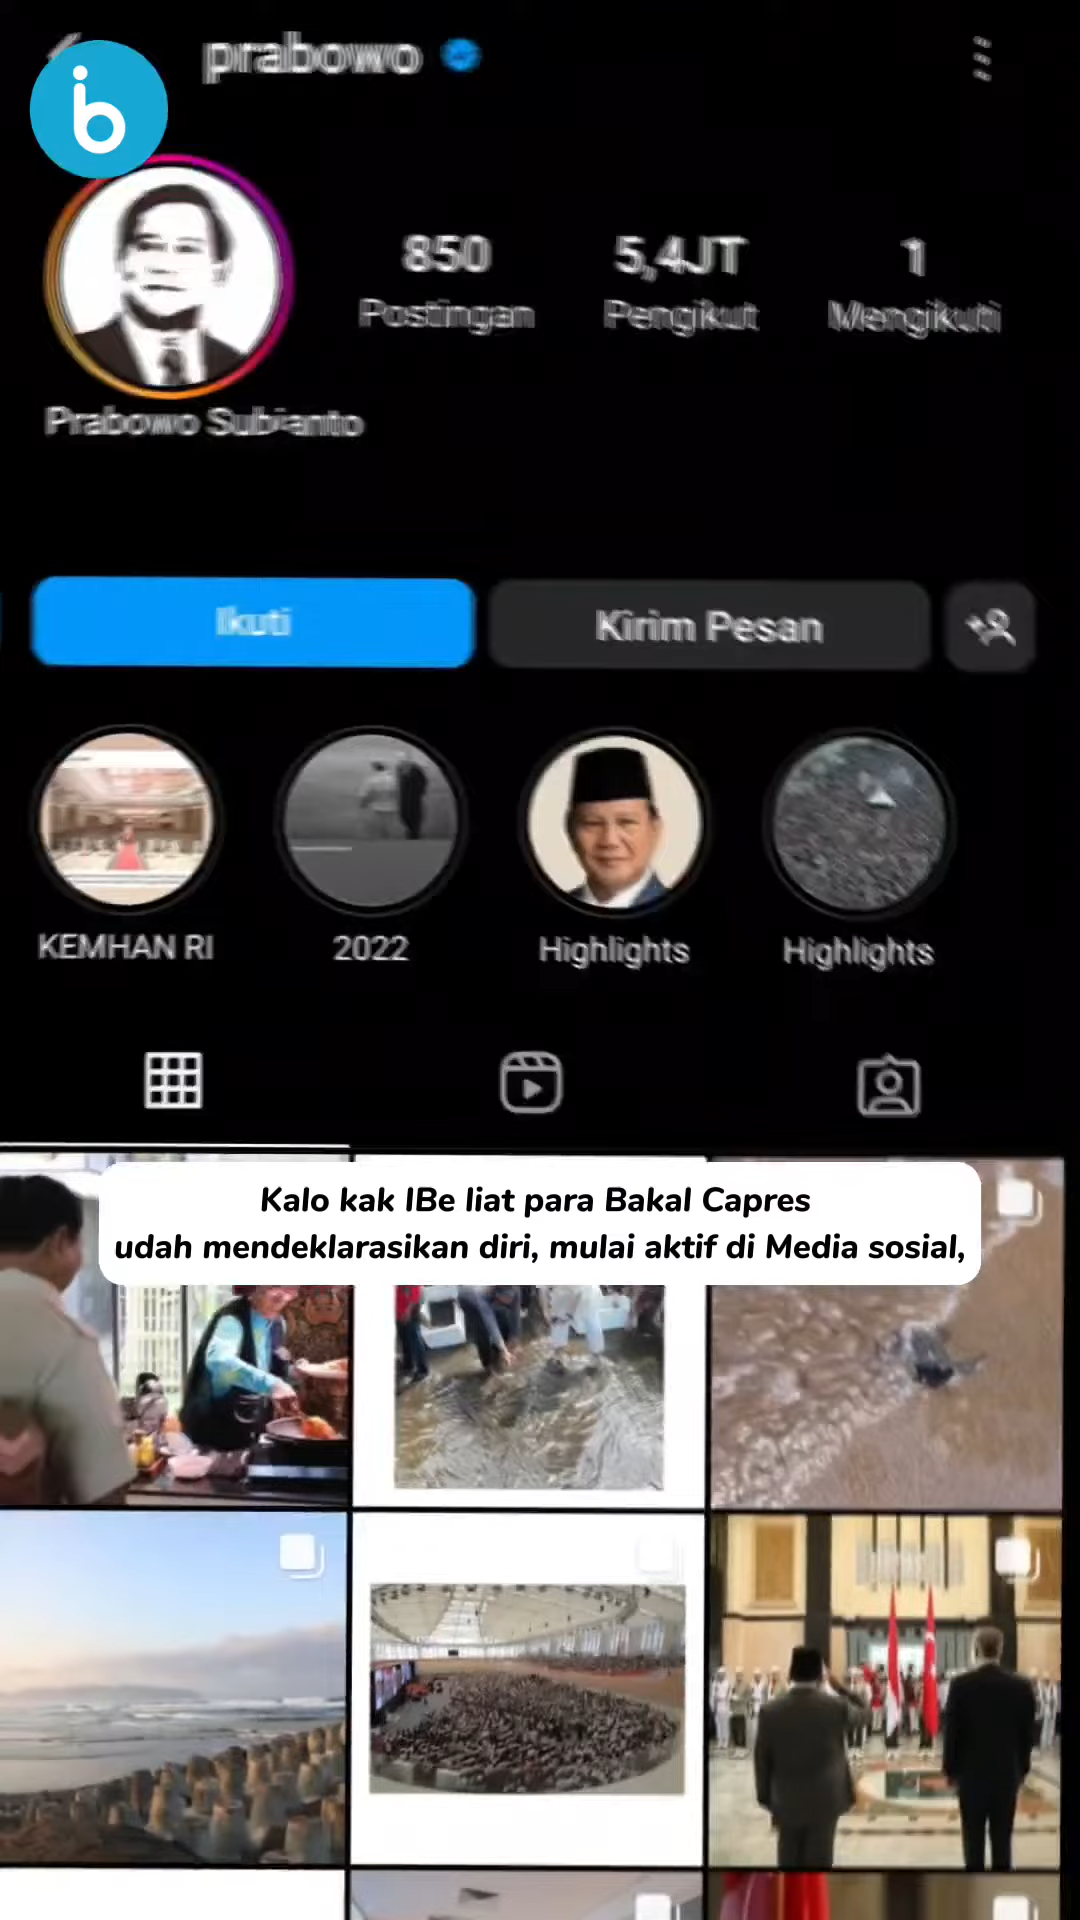 prabowo
b
850
5,4JT
1
Postingan
Pengikut
Mengikuti
Prabowo Subianto
Ikuti
Kirim Pesan
KEMHAN RI
2022
Highlights
Highlights
Kalo kak IBe liat para Bakal Capres
udah mendeklarasikan diri, mulai aktif di Media sosial,